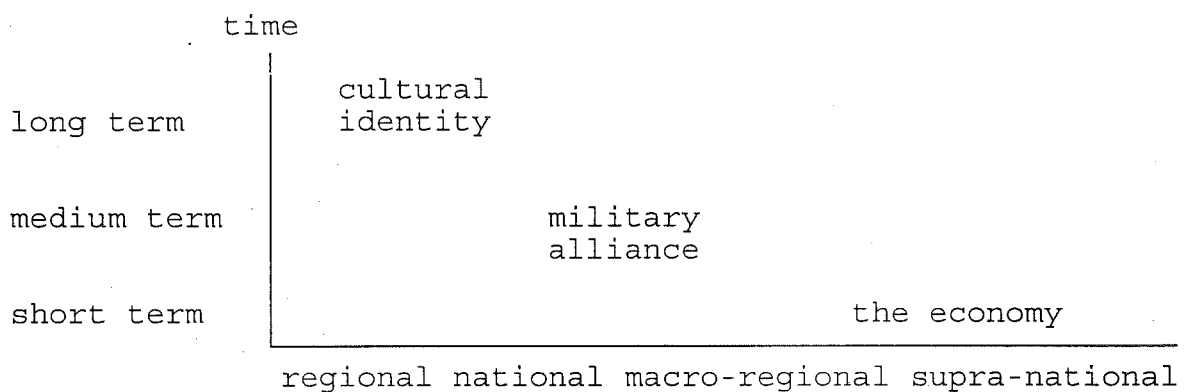 time
cultural
long term identity
medium term military
alliance
short term the economy
regional national macro-regional supra-national